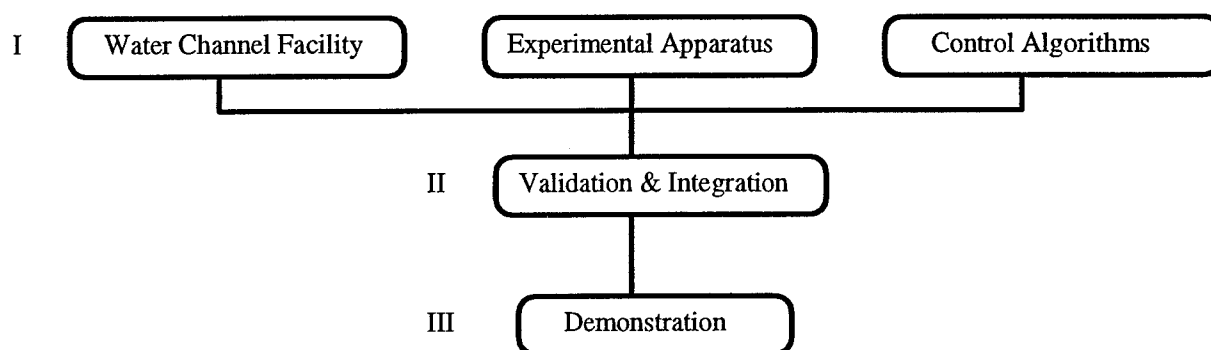 I Water Channel Facility Experimental Apparatus Control Algorithms
II Validation & Integration
III Demonstration